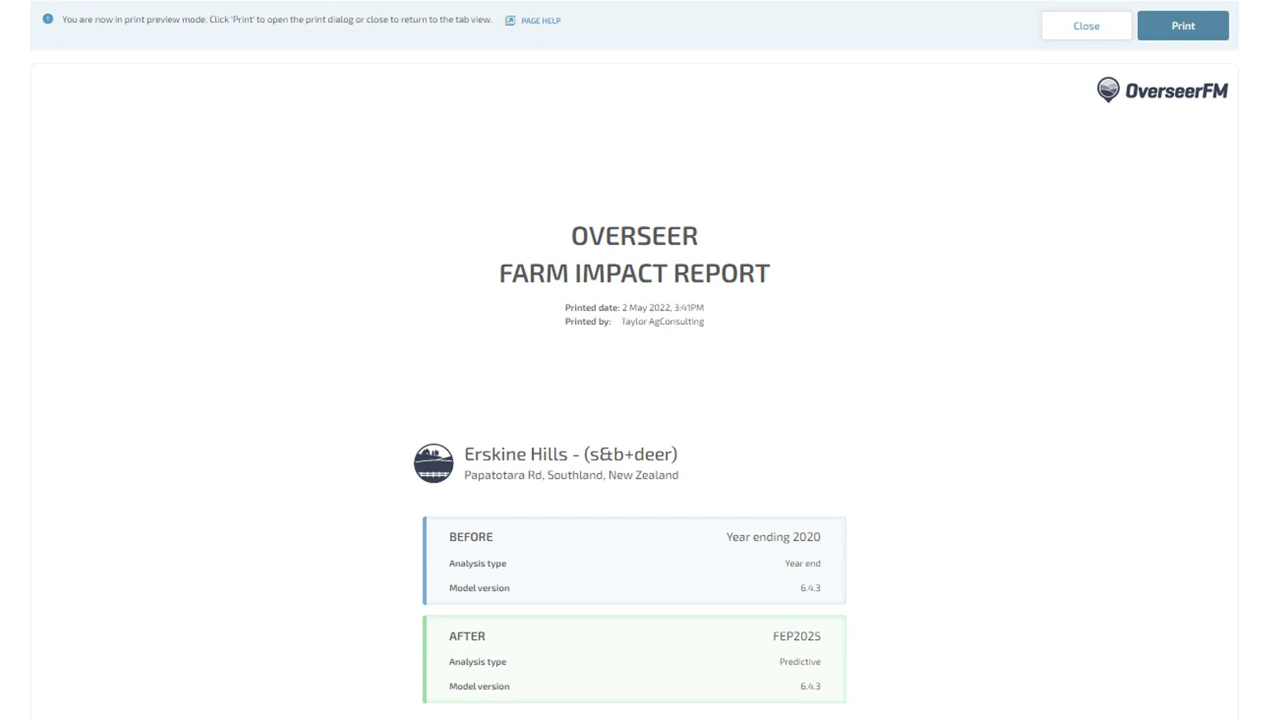 You are now in print preview mode. Click 'Print' to open the print dialog or close to return to the tab view. PAGE HELP
Close
Print
OverseerFM
OVERSEER
FARM IMPACT REPORT
Printed date: 2 May 2022, 3:41PM
Printed by: Taylor AgConsulting
Erskine Hills - (s&b+deer)
Papatotara Rd, Southland, New Zealand
BEFORE Year ending 2020
Analysis type Year end
Model version 6.4.3
AFTER FEP2025
Analysis type Predictive
Model version 6.4.3